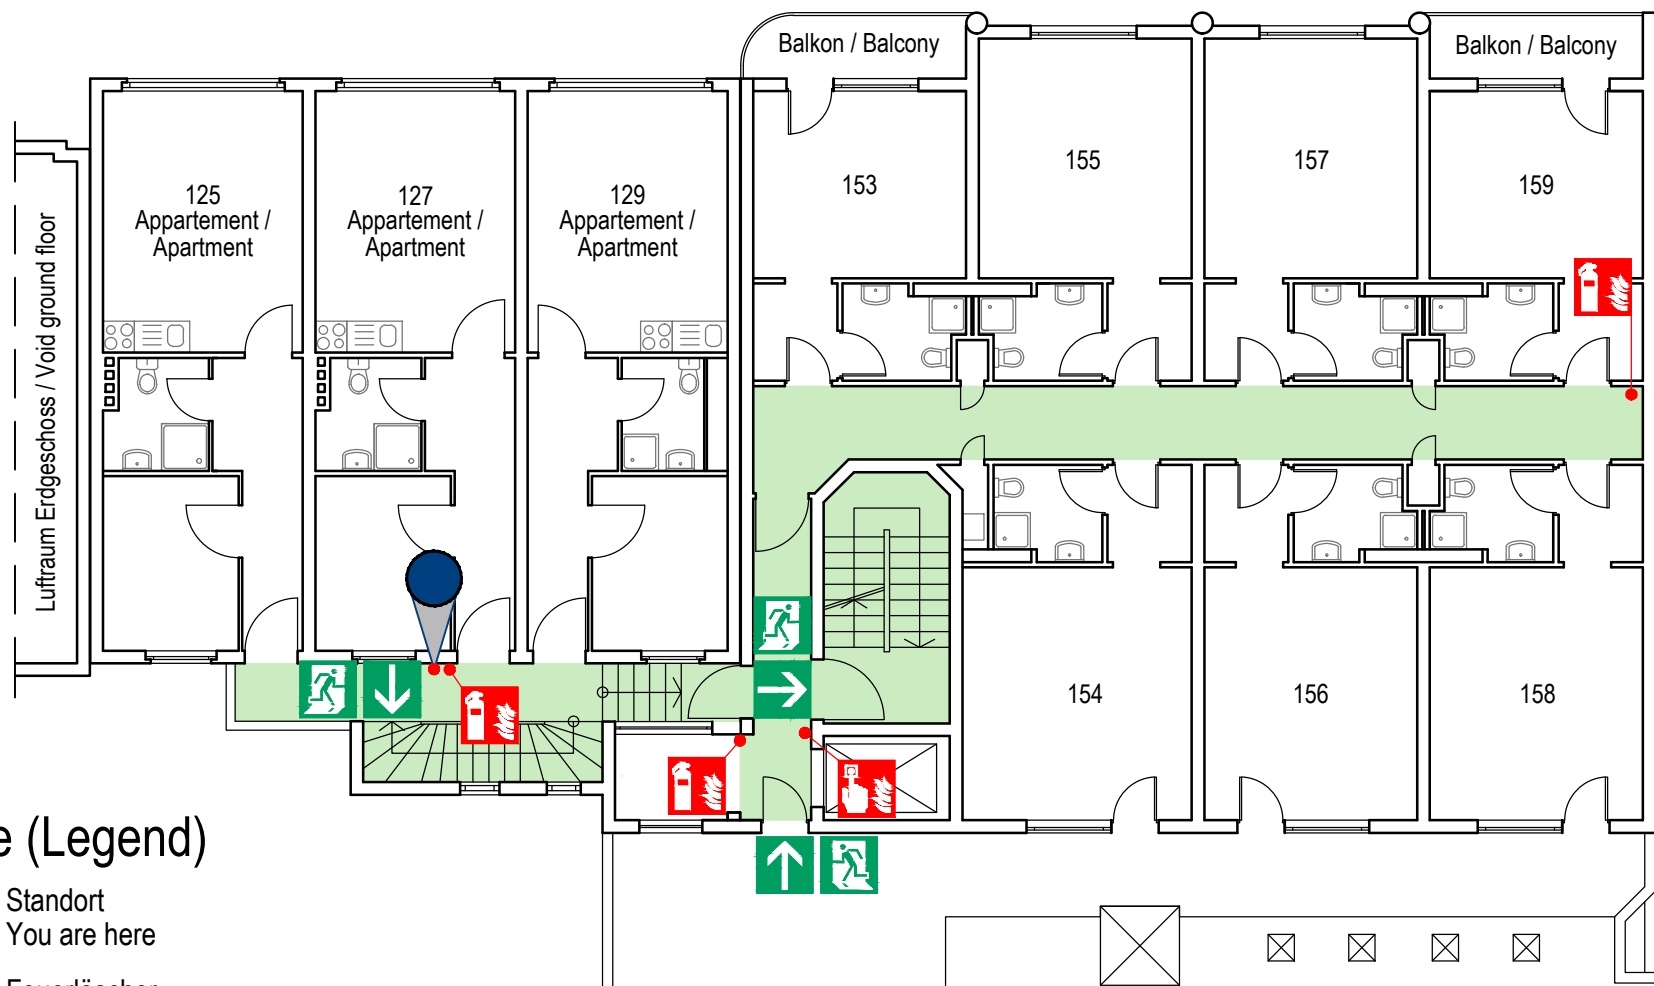 Balkon / Balcony
Balkon / Balcony
125
Appartement /
Apartment
127
Appartement /
Apartment
129
Appartement /
Apartment
153
155
157
159
Luftraum Erdgeschoss / Void ground floor
154
156
158
e (Legend)
Standort
You are here
Feuerlöscher